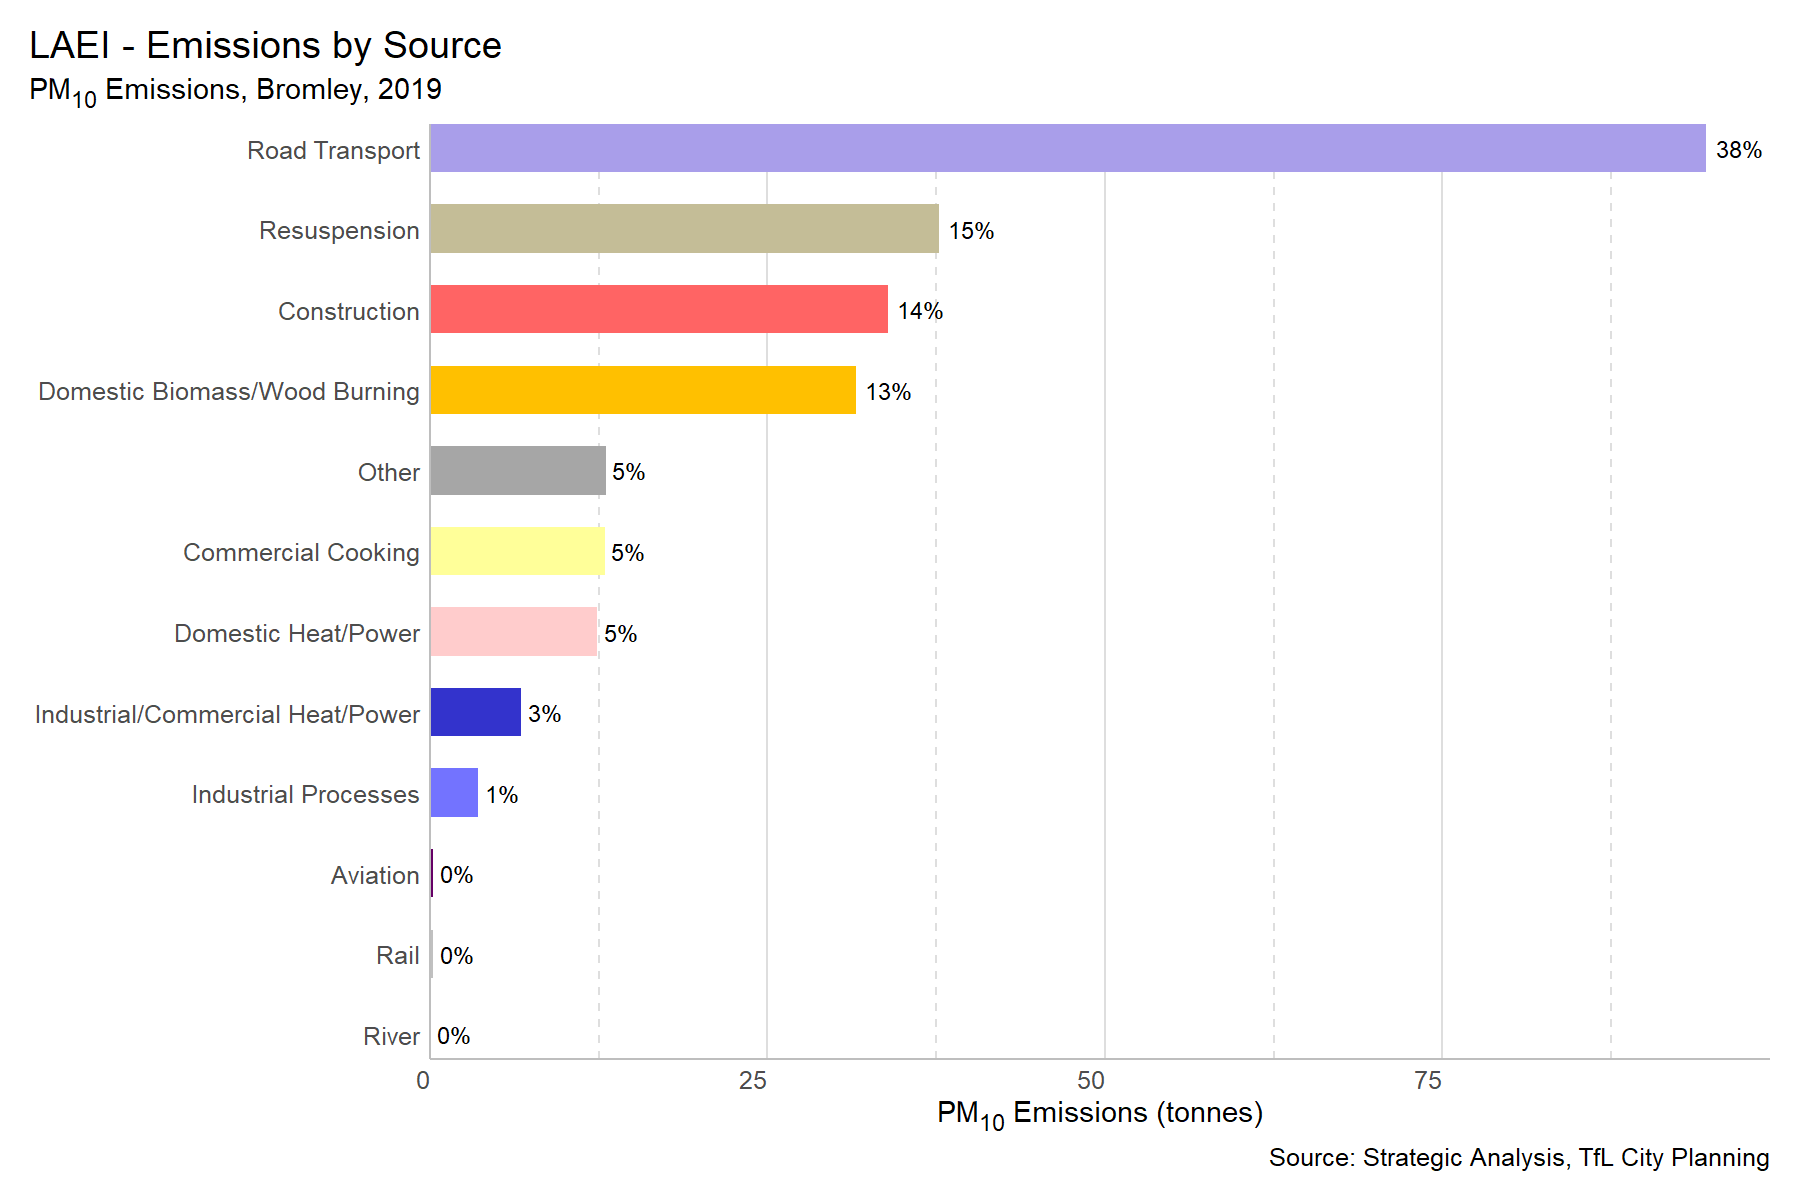 LAEI - Emissions by Source
PM10 Emissions, Bromley, 2019
Road Transport 38%
Resuspension 15%
Construction 14%
Domestic Biomass/Wood Burning 13%
Other 5%
Commercial Cooking 5%
Domestic Heat/Power 5%
Industrial/Commercial Heat/Power 3%
Industrial Processes 1%
Aviation 0%
Rail 0%
River 0%
0 25 50 75
PM10 Emissions (tonnes)
Source: Strategic Analysis, TfL City Planning